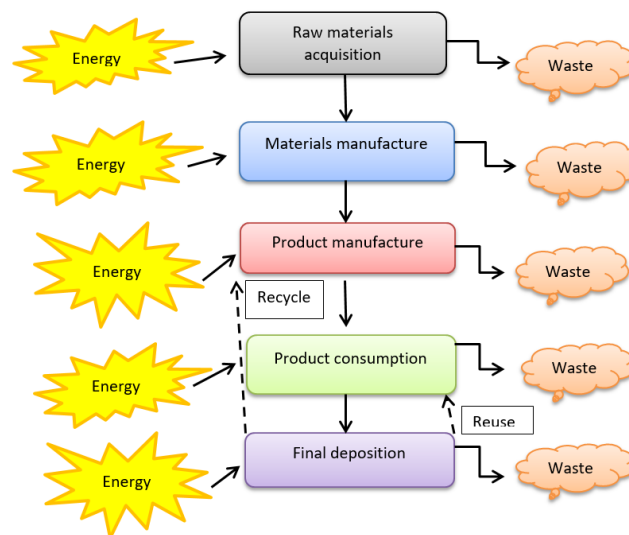 Energy
Raw materials
acquisition
Waste
Energy
Materials manufacture
Waste
Energy
Product manufacture
Waste
Recycle
Energy
Product consumption
Waste
Reuse
Energy
Final deposition
Waste